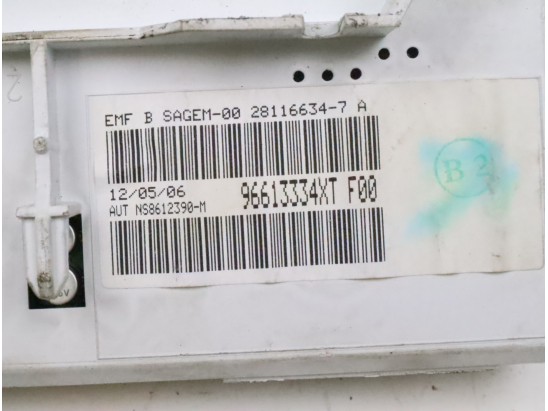 EMF B SAGEM-00 28116634-7 A
12/05/06
96613334XT F00
AUT NS8612390-M
B 2